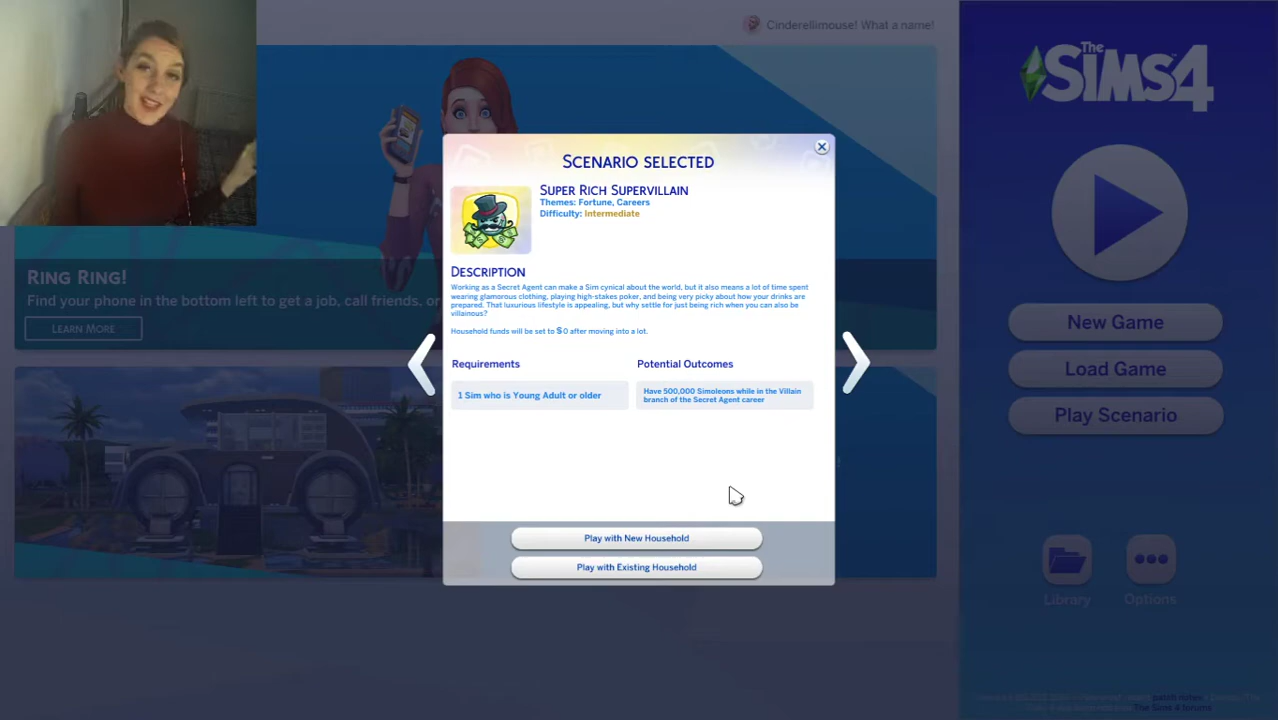 Cinderellimouse! What a name!
THE SIMS 4
SCENARIO SELECTED
SUPER RICH SUPERVILLAIN
Themes: Fortune, Careers
Difficulty: Intermediate
RING RING!
Find your phone in the bottom left to get a job, call friends, or
LEARN MORE
DESCRIPTION
Working as a Secret Agent can make a Sim cynical about the world, but it also means a lot of time spent
wearing glamorous clothing, playing high-stakes poker, and being very picky about how your drinks are
prepared. That luxurious lifestyle is appealing, but why settle for just being rich when you can also be
villainous?
Household funds will be set to $0 after moving into a lot.
Requirements
1 Sim who is Young Adult or older
Potential Outcomes
Have 500,000 Simoleons while in the Villain
branch of the Secret Agent career
Play with New Household
Play with Existing Household
New Game
Load Game
Play Scenario
Library
Options
patch notes
The Sims 4 forums